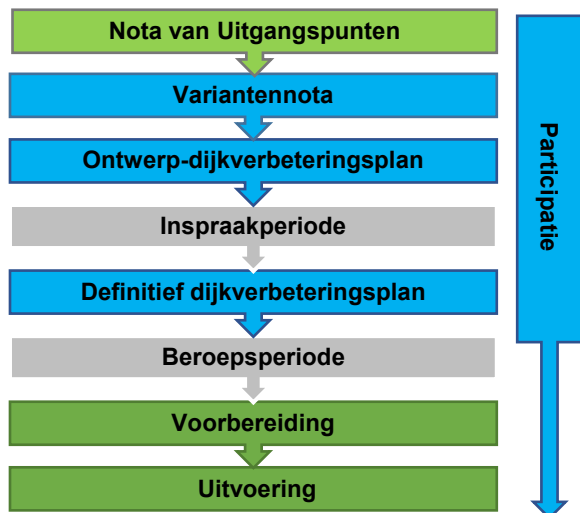 Nota van Uitgangspunten
Variantennota
Ontwerp-dijkverbeteringsplan
Inspraakperiode
Definitief dijkverbeteringsplan
Beroepsperiode
Voorbereiding
Uitvoering
Participatie